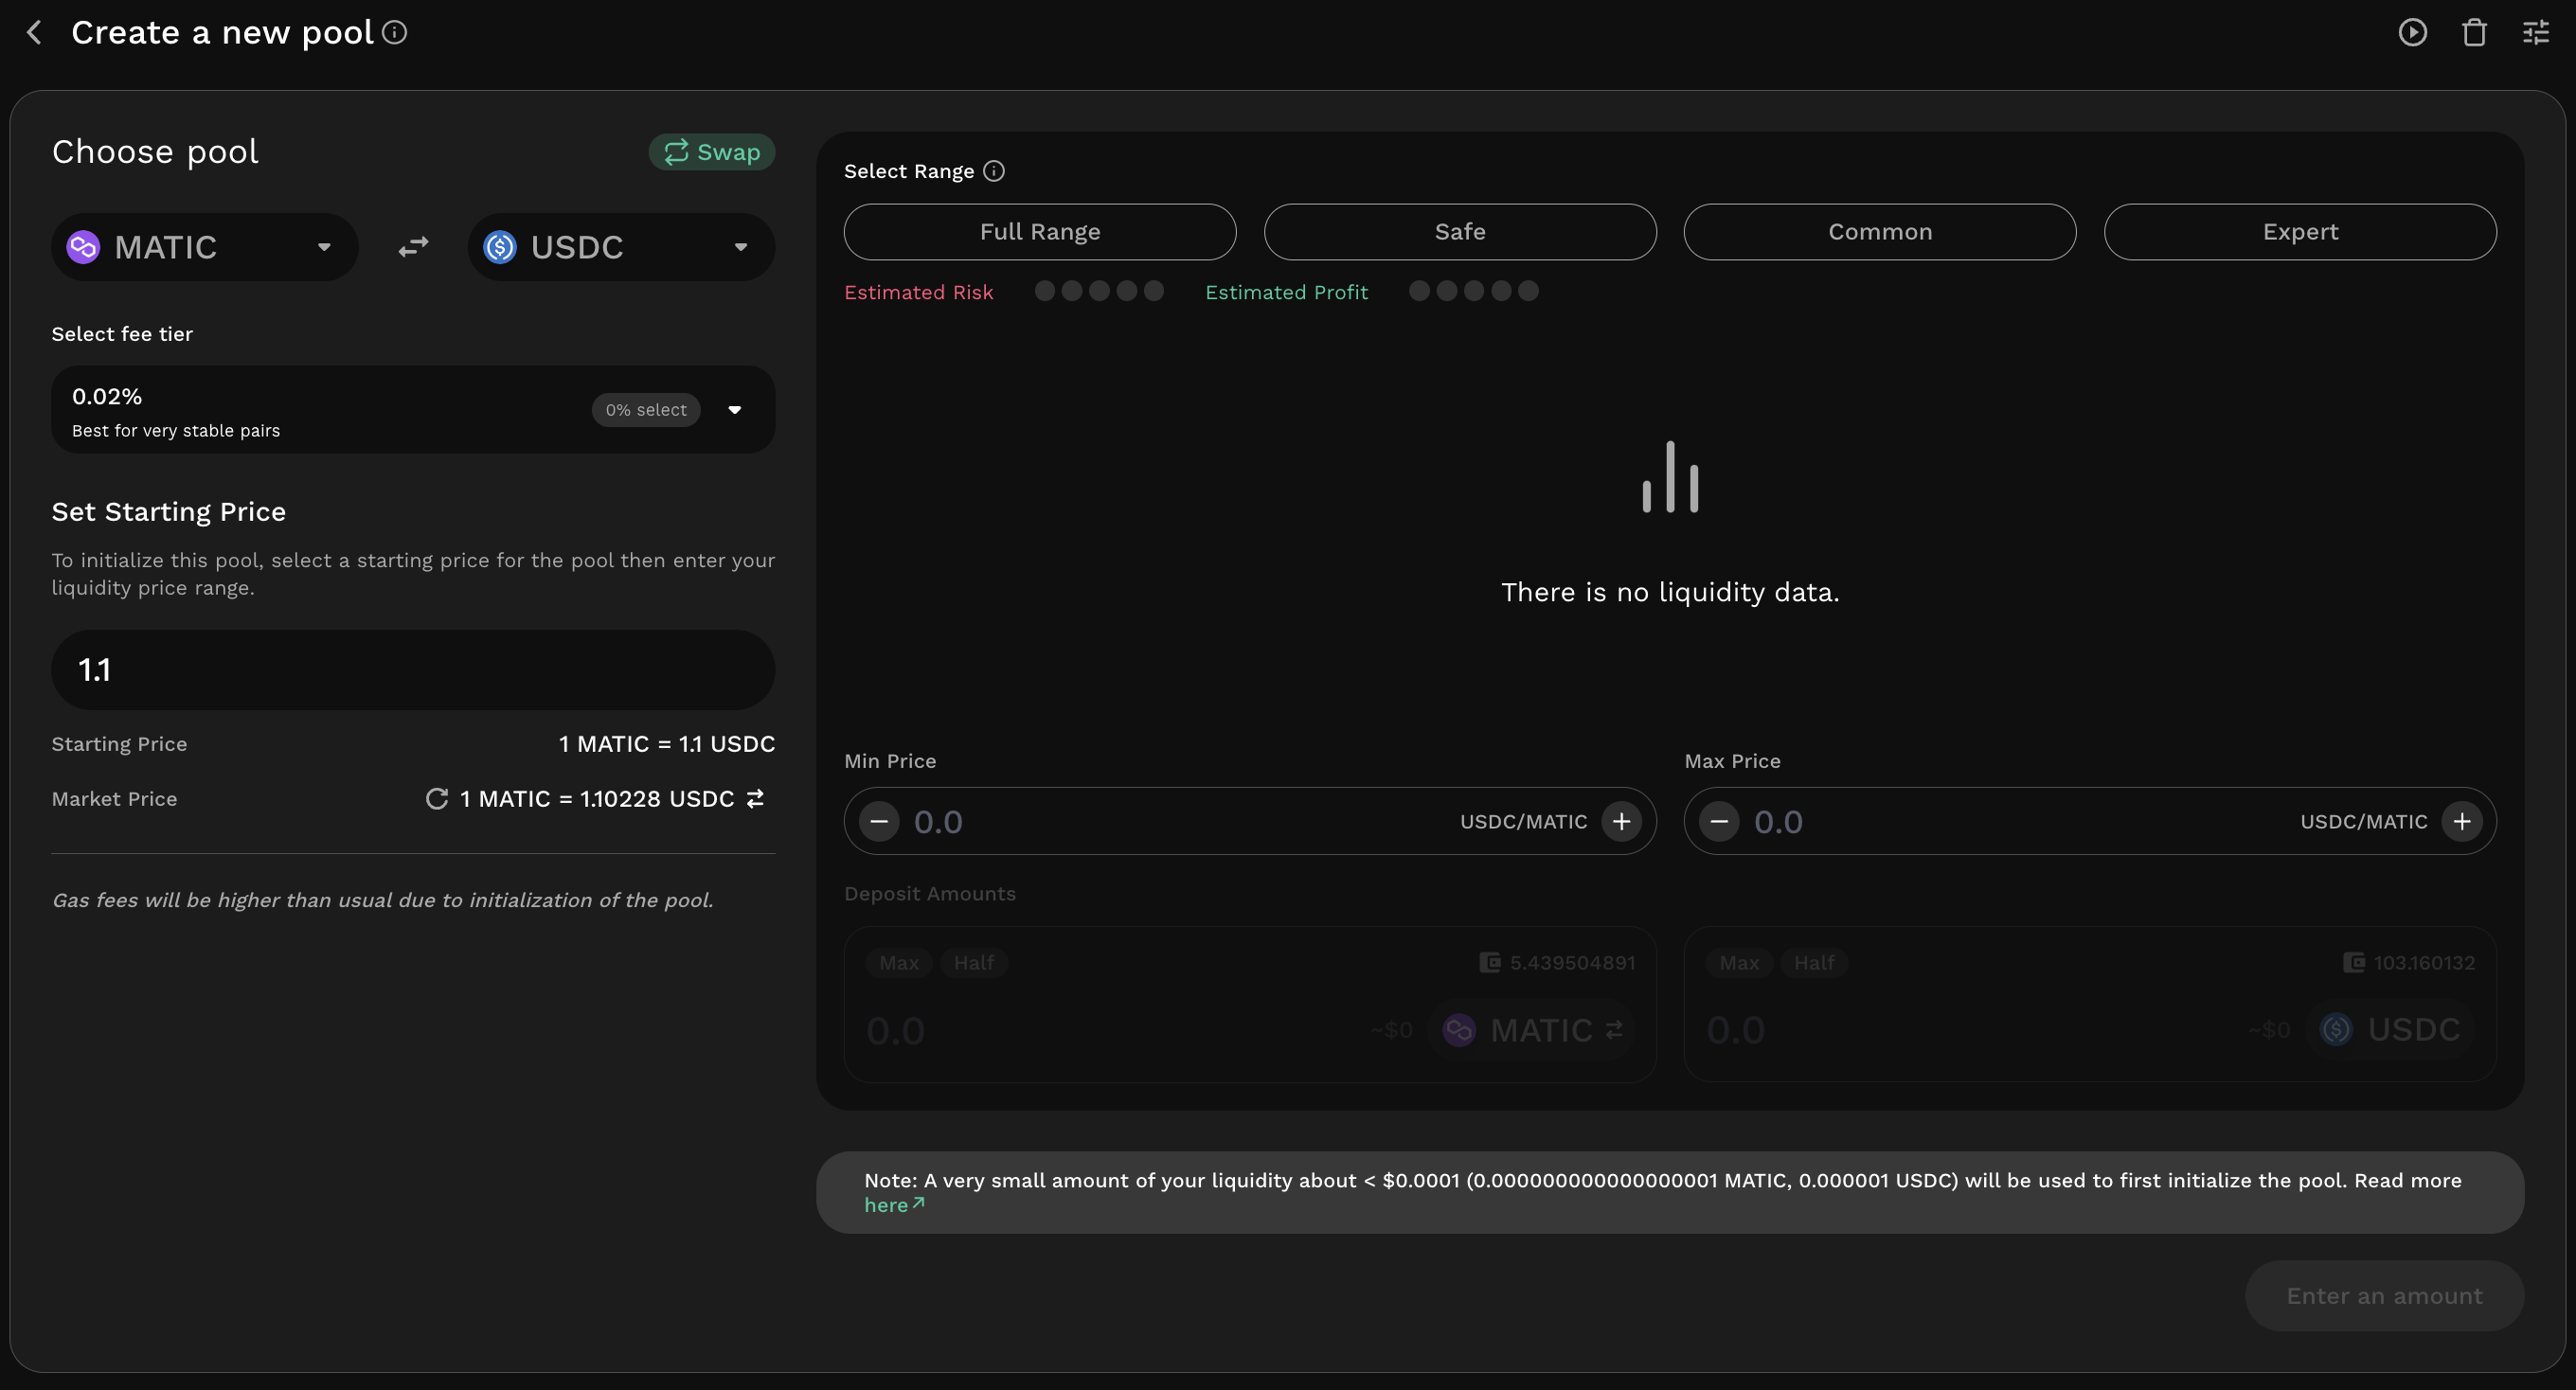 Create a new pool
Choose pool
Swap
MATIC
USDC
Select fee tier
0.02%
Best for very stable pairs
0% select
Set Starting Price
To initialize this pool, select a starting price for the pool then enter your
liquidity price range.
1.1
Starting Price
1 MATIC = 1.1 USDC
Market Price
1 MATIC = 1.10228 USDC
Gas fees will be higher than usual due to initialization of the pool.
Select Range
Full Range
Safe
Common
Expert
Estimated Risk
Estimated Profit
There is no liquidity data.
Min Price
0.0
USDC/MATIC
Max Price
0.0
USDC/MATIC
Deposit Amounts
Max
Half
5.439504891
0.0
~$0
MATIC
Max
Half
103.160132
0.0
~$0
USDC
Note: A very small amount of your liquidity about < $0.0001 (0.000000000000000001 MATIC, 0.000001 USDC) will be used to first initialize the pool. Read more
here↗
Enter an amount